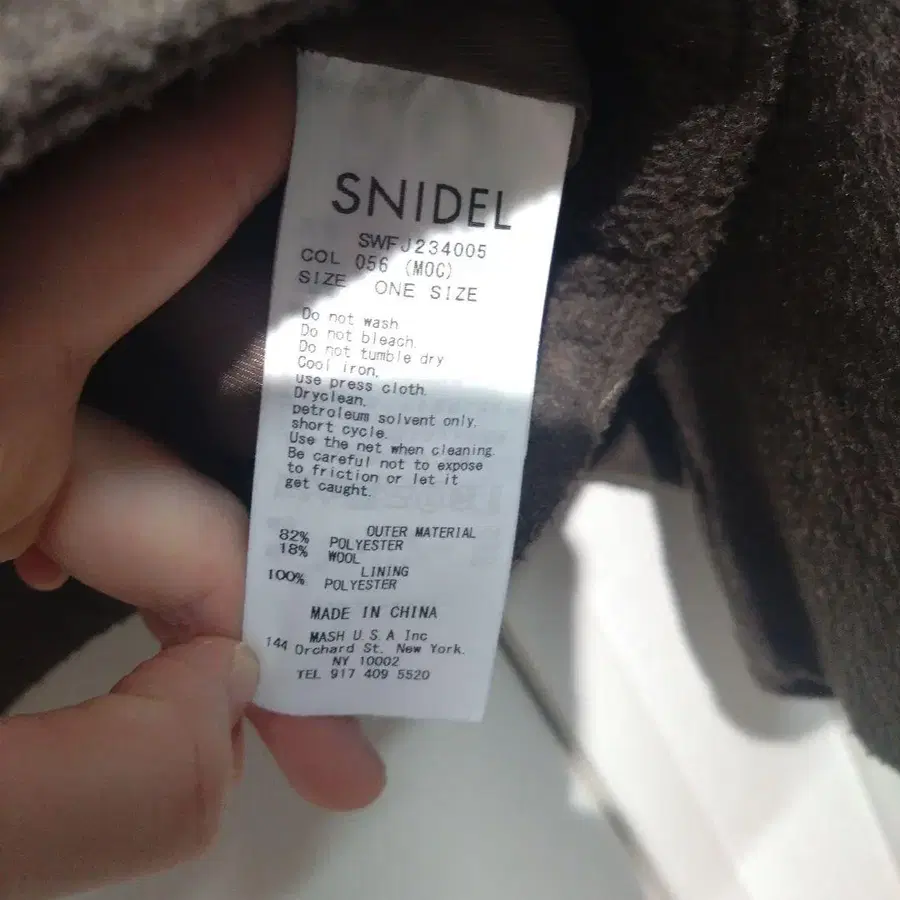 SNIDEL
SWFJ234005
COL 056 (MOC)
SIZE ONE SIZE
Do not wash
Do not bleach.
Do not tumble dry
Cool iron.
use press cloth.
Dryclean.
petroleum solvent only.
short cycle.
Use the net when cleaning.
Be careful not to expose
to friction or let it
get caught.
OUTER MATERIAL
82% POLYESTER
18% WOOL
LINING
100% POLYESTER
MADE IN CHINA
MASH U.S.A Inc
144 Orchard St. New York.
NY 10002
TEL 917 409 5520